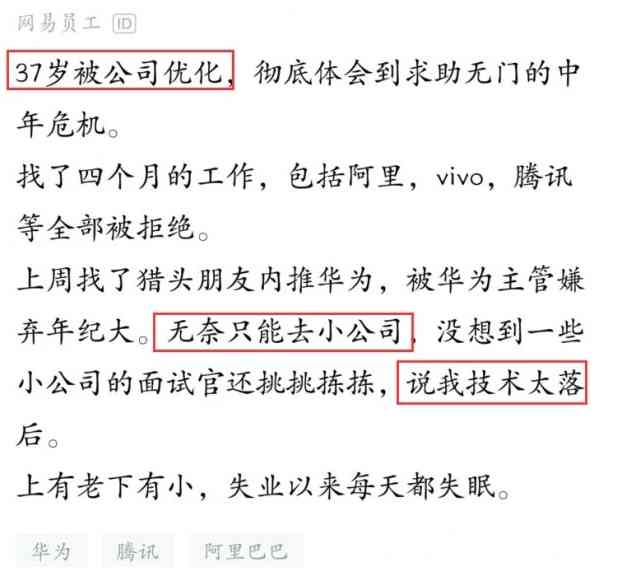 网易员工 ID
37岁被公司优化，彻底体会到求助无门的中
年危机。
找了四个月的工作，包括阿里，vivo，腾讯
等全部被拒绝。
上周找了猎头朋友内推华为，被华为主管嫌
弃年纪大。无奈只能去小公司，没想到一些
小公司的面试官还挑挑拣拣，说我技术太落
后。
上有老下有小，失业以来每天都失眠。
华为 腾讯 阿里巴巴